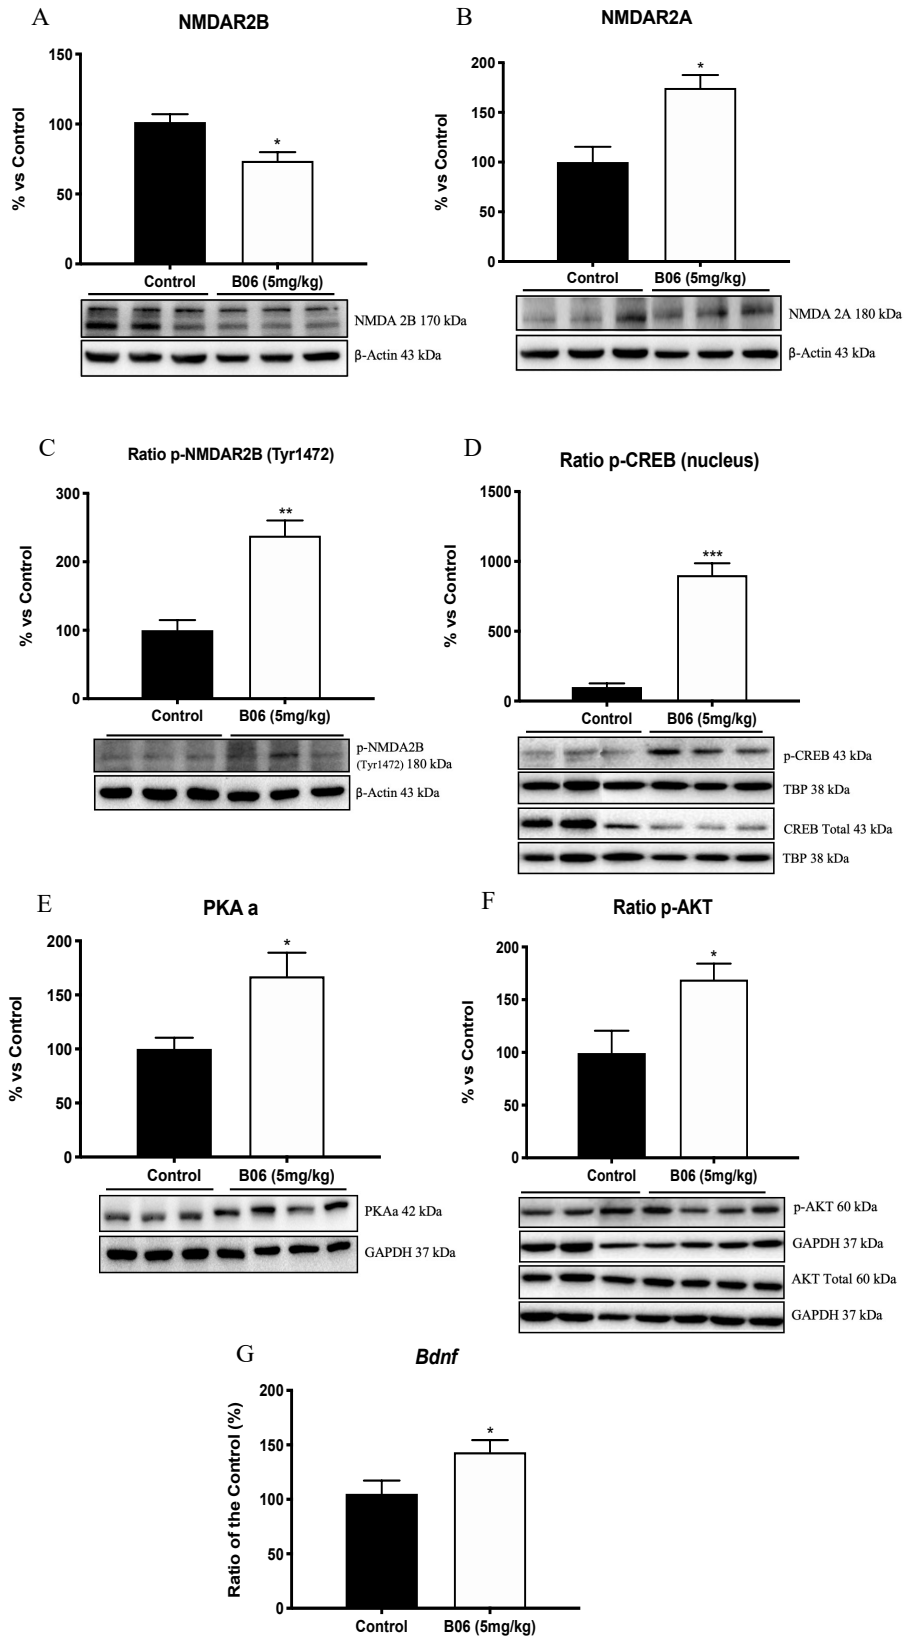 A
NMDAR2B
% vs Control
150
100
50
0
*
Control
B06 (5mg/kg)
NMDA 2B 170 kDa
β-Actin 43 kDa
B
NMDAR2A
% vs Control
200
150
100
50
0
*
Control
B06 (5mg/kg)
NMDA 2A 180 kDa
β-Actin 43 kDa
C
Ratio p-NMDAR2B (Tyr1472)
% vs Control
300
200
100
0
**
Control
B06 (5mg/kg)
p-NMDA2B
(Tyr1472) 180 kDa
β-Actin 43 kDa
D
Ratio p-CREB (nucleus)
% vs Control
1500
1000
500
0
***
Control
B06 (5mg/kg)
p-CREB 43 kDa
TBP 38 kDa
CREB Total 43 kDa
TBP 38 kDa
E
PKA a
% vs Control
200
150
100
50
0
*
Control
B06 (5mg/kg)
PKAa 42 kDa
GAPDH 37 kDa
F
Ratio p-AKT
% vs Control
200
150
100
50
0
*
Control
B06 (5mg/kg)
p-AKT 60 kDa
GAPDH 37 kDa
AKT Total 60 kDa
GAPDH 37 kDa
G
Bdnf
Ratio of the Control (%)
200
150
100
50
0
*
Control
B06 (5mg/kg)